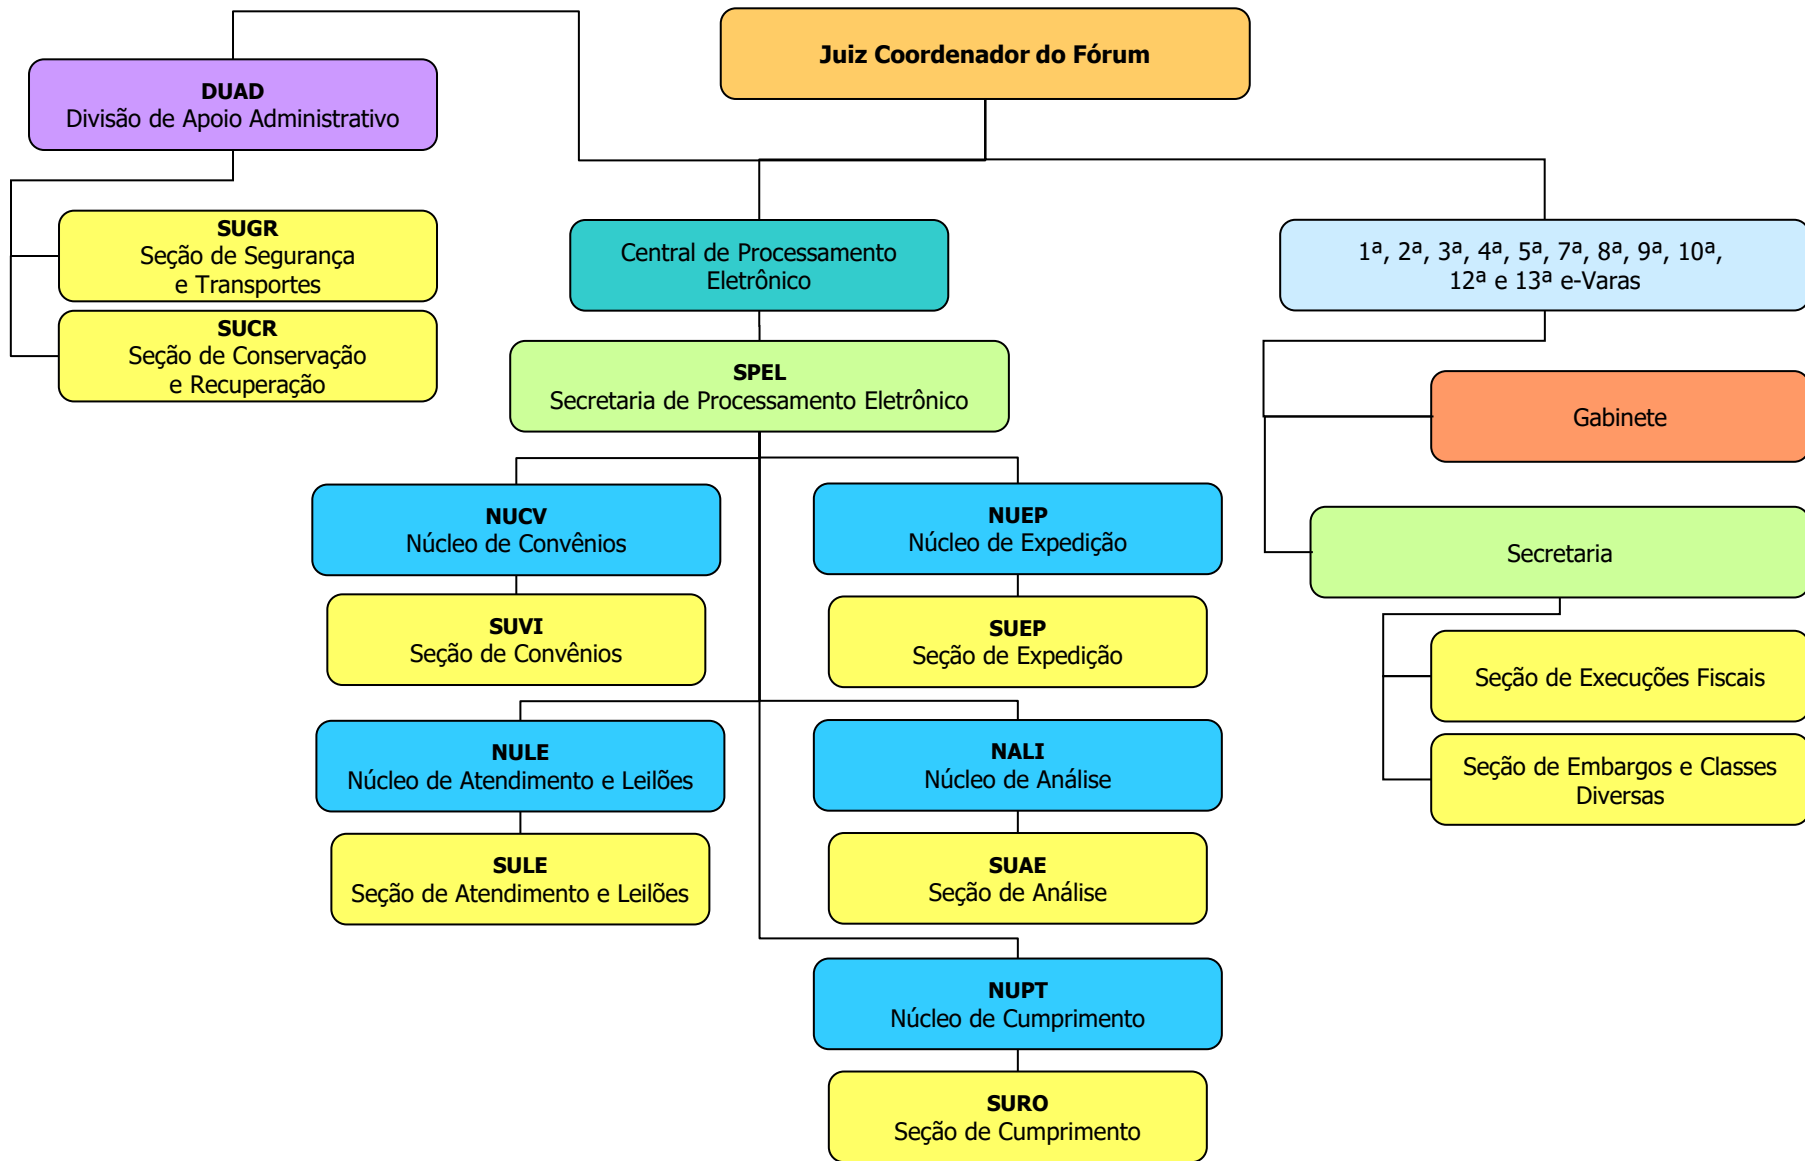 Juiz Coordenador do Fórum
DUAD
Divisão de Apoio Administrativo
SUGR
Seção de Segurança
e Transportes
SUCR
Seção de Conservação
e Recuperação
Central de Processamento
Eletrônico
SPEL
Secretaria de Processamento Eletrônico
NUCV
Núcleo de Convênios
SUVI
Seção de Convênios
NUEP
Núcleo de Expedição
SUEP
Seção de Expedição
NULE
Núcleo de Atendimento e Leilões
SULE
Seção de Atendimento e Leilões
NALI
Núcleo de Análise
SUAE
Seção de Análise
NUPT
Núcleo de Cumprimento
SURO
Seção de Cumprimento
1ª, 2ª, 3ª, 4ª, 5ª, 7ª, 8ª, 9ª, 10ª,
12ª e 13ª e-Varas
Gabinete
Secretaria
Seção de Execuções Fiscais
Seção de Embargos e Classes
Diversas